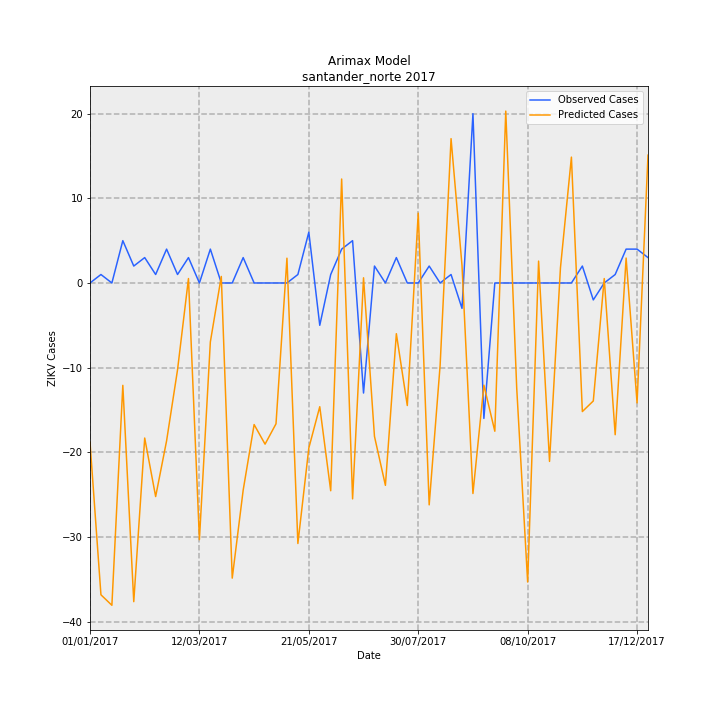 Arimax Model
santander_norte 2017
Observed Cases
Predicted Cases
20
10
0
−10
−20
−30
−40
ZIKV Cases
01/01/2017 12/03/2017 21/05/2017 30/07/2017 08/10/2017 17/12/2017
Date